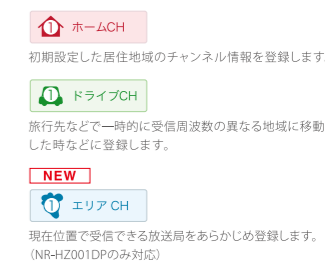 1 ホームCH
初期設定した居住地域のチャンネル情報を登録します
1 ドライブCH
旅行先などで一時的に受信周波数の異なる地域に移動
した時などに登録します。
NEW
1 エリア CH
現在位置で受信できる放送局をあらかじめ登録します。
(NR-HZ001DPのみ対応)